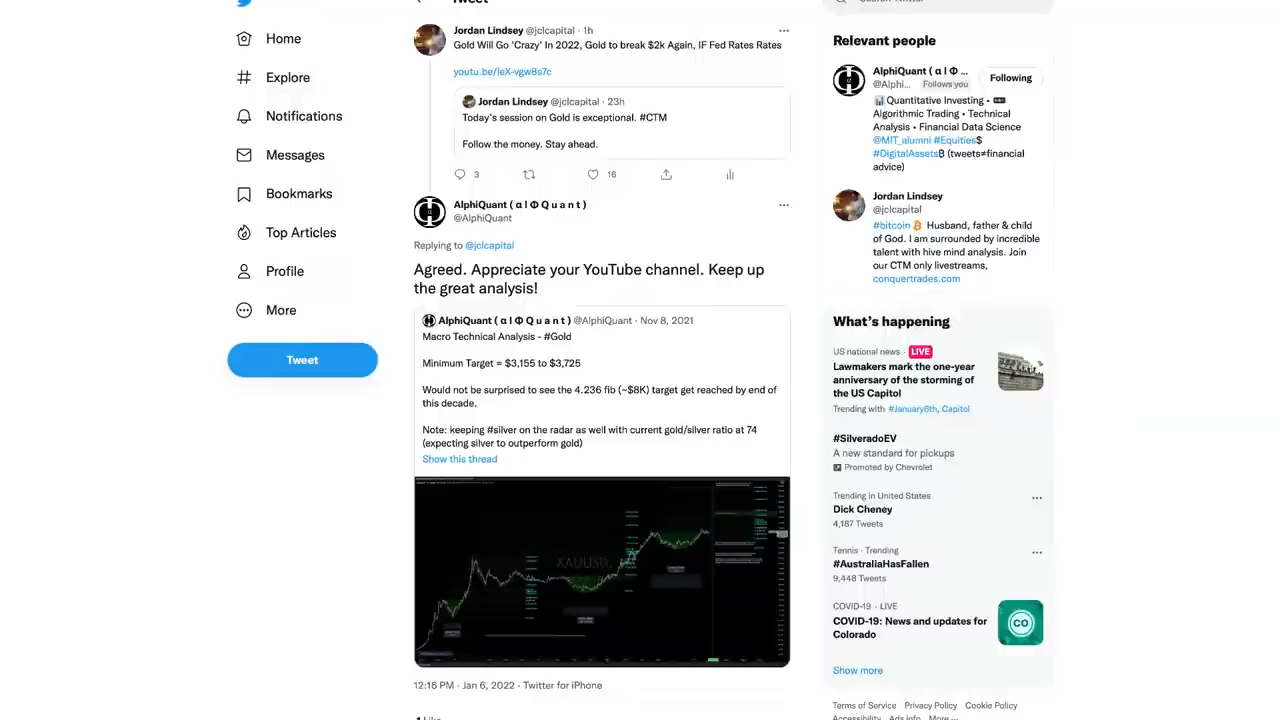 Tweet
Search Twitter
Home
Explore
Notifications
Messages
Bookmarks
Top Articles
Profile
More
Tweet
Jordan Lindsey @jclcapital · 1h
Gold Will Go 'Crazy' In 2022, Gold to break $2k Again, IF Fed Rates Rates
youtu.be/leX-vgw8s7c
Jordan Lindsey @jclcapital · 23h
Today's session on Gold is exceptional. #CTM
Follow the money. Stay ahead.
3
16
AlphiQuant ( α l Φ Q u a n t )
@AlphiQuant
Replying to @jclcapital
Agreed. Appreciate your YouTube channel. Keep up
the great analysis!
AlphiQuant ( α l Φ Q u a n t ) @AlphiQuant · Nov 8, 2021
Macro Technical Analysis - #Gold
Minimum Target = $3,155 to $3,725
Would not be surprised to see the 4.236 fib (~$8K) target get reached by end of
this decade.
Note: keeping #silver on the radar as well with current gold/silver ratio at 74
(expecting silver to outperform gold)
Show this thread
XAUUSD,
12:16 PM · Jan 6, 2022 · Twitter for iPhone
1 Like
Relevant people
AlphiQuant ( α l Φ ...
@Alphi... Follows you
Following
Quantitative Investing •
Algorithmic Trading • Technical
Analysis • Financial Data Science
@MIT_alumni #Equities$
#DigitalAssets₿ (tweets≠financial
advice)
Jordan Lindsey
@jclcapital
#bitcoin Husband, father & child
of God. I am surrounded by incredible
talent with hive mind analysis. Join
our CTM only livestreams,
conquertrades.com
What's happening
US national news · LIVE
Lawmakers mark the one-year
anniversary of the storming of
the US Capitol
Trending with #January6th, Capitol
#SilveradoEV
A new standard for pickups
Promoted by Chevrolet
Trending in United States
Dick Cheney
4,187 Tweets
Tennis · Trending
#AustraliaHasFallen
9,448 Tweets
COVID-19 · LIVE
COVID-19: News and updates for
Colorado
CO
Show more
Terms of Service Privacy Policy Cookie Policy
Accessibility Ads info More ...